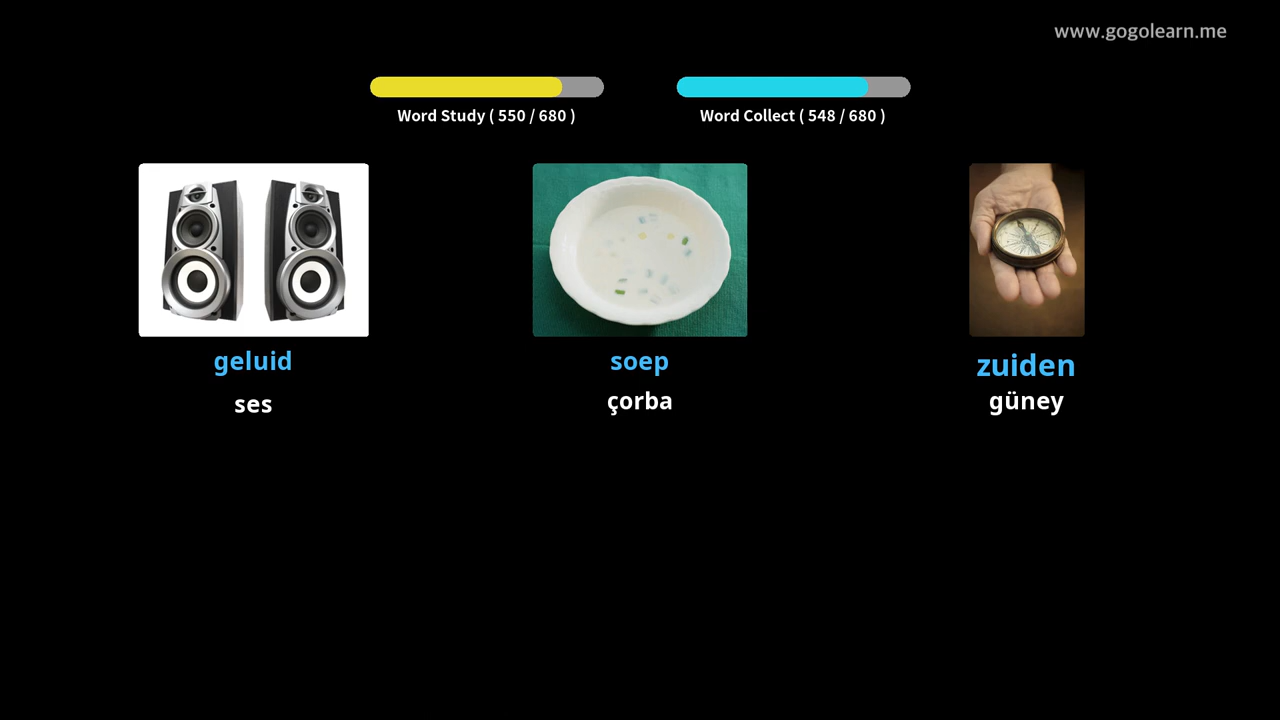 www.gogolearn.me
Word Study ( 550 / 680 )
Word Collect ( 548 / 680 )
geluid
soep
zuiden
ses
çorba
güney